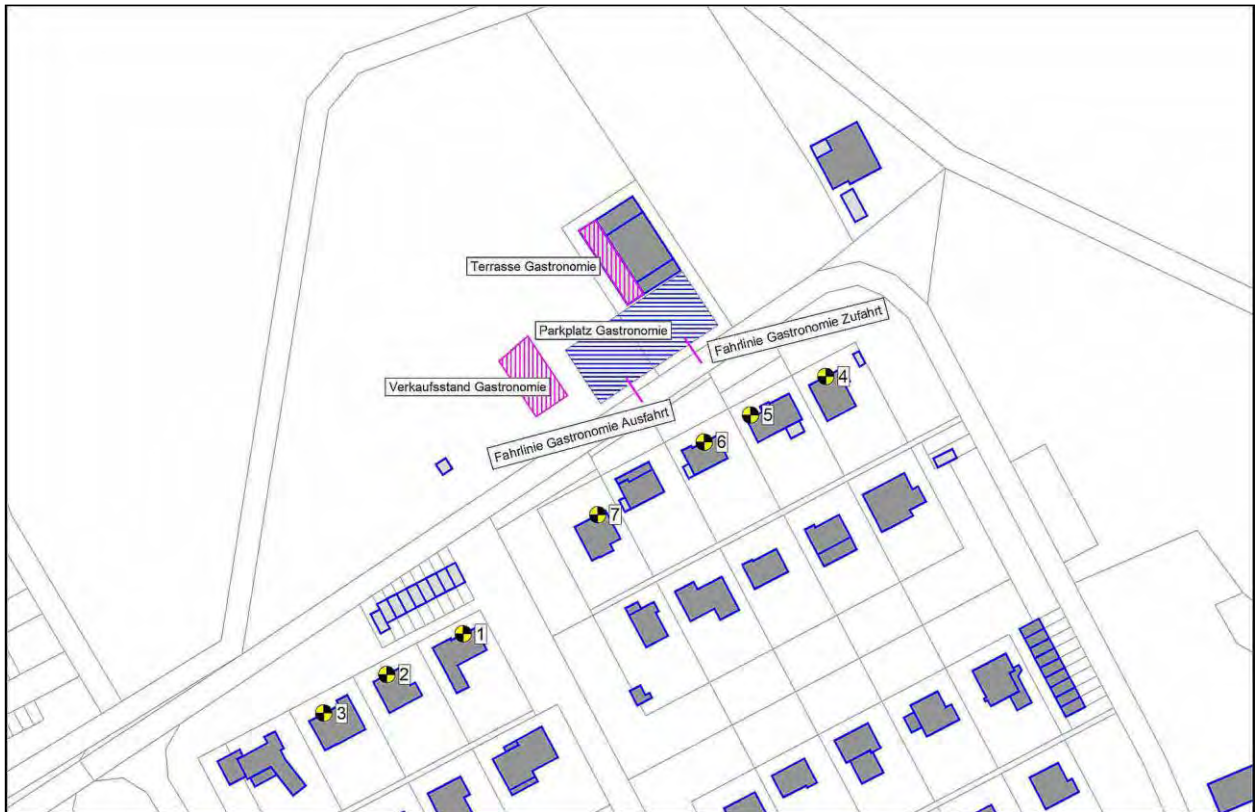 Terrasse Gastronomie
Parkplatz Gastronomie
Fahrlinie Gastronomie Zufahrt
Verkaufsstand Gastronomie
Fahrlinie Gastronomie Ausfahrt
4
5
6
7
1
2
3